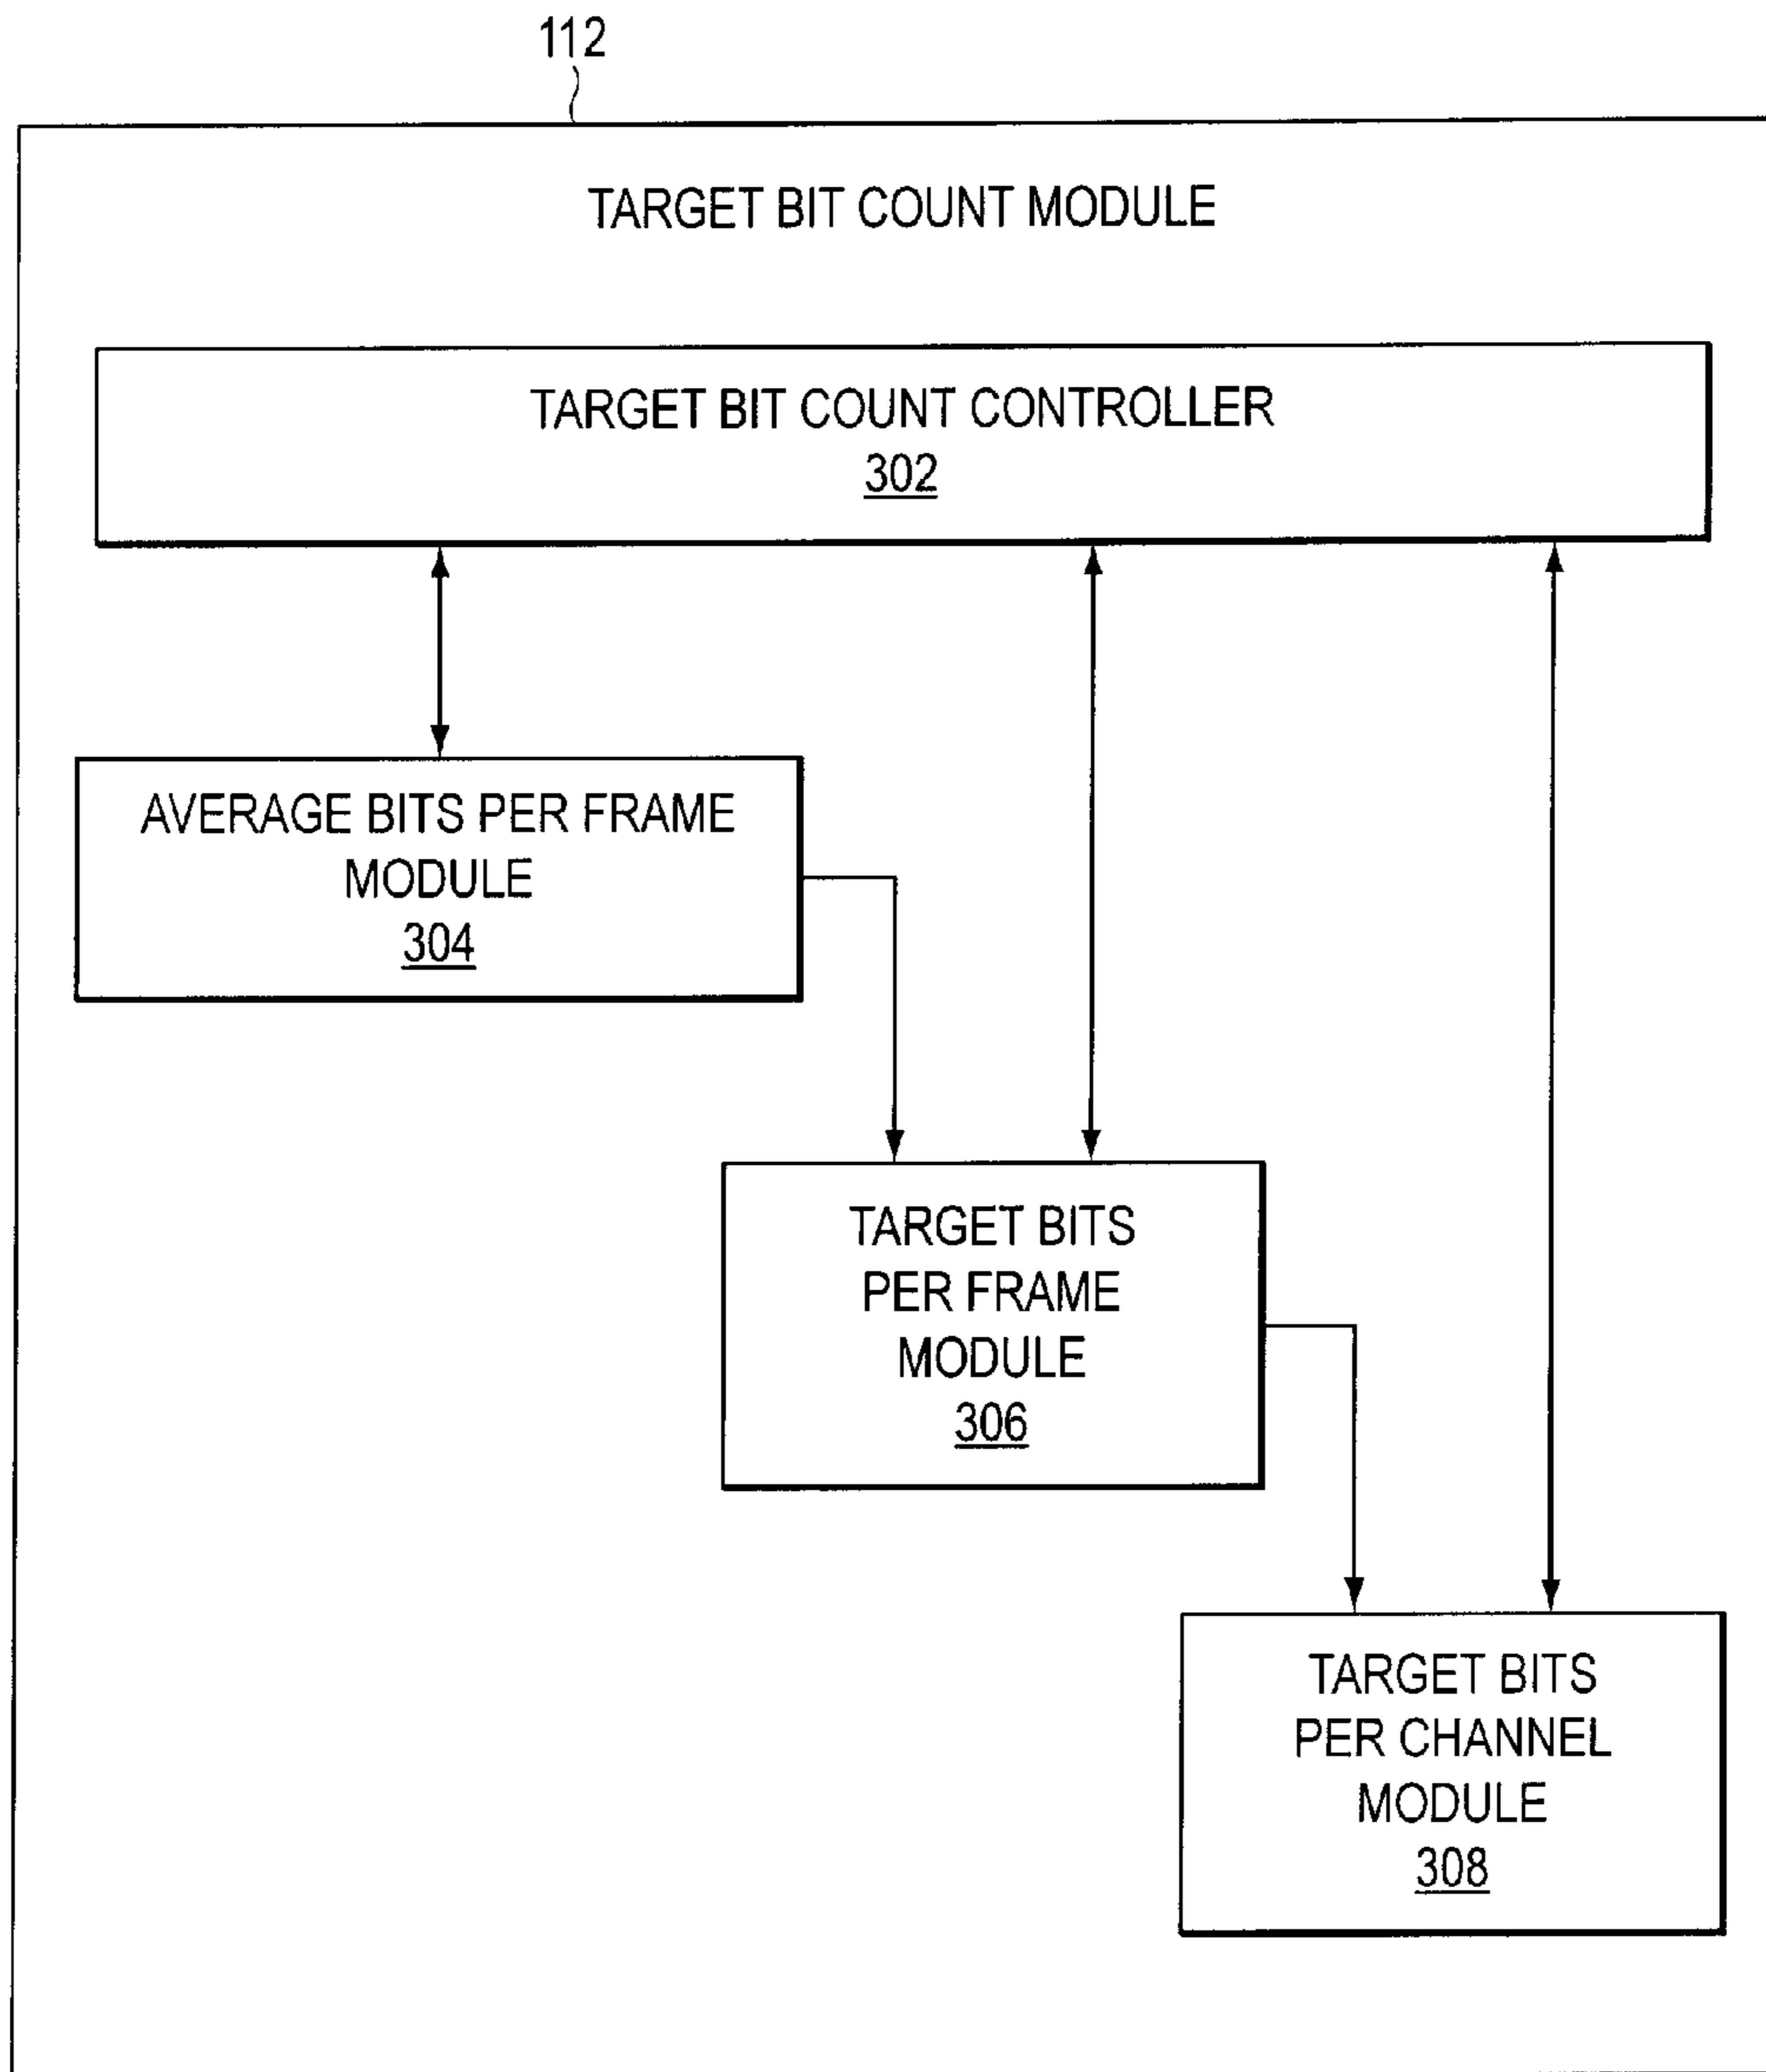 112
TARGET BIT COUNT MODULE
TARGET BIT COUNT CONTROLLER
302
AVERAGE BITS PER FRAME
MODULE
304
TARGET BITS
PER FRAME
MODULE
306
TARGET BITS
PER CHANNEL
MODULE
308